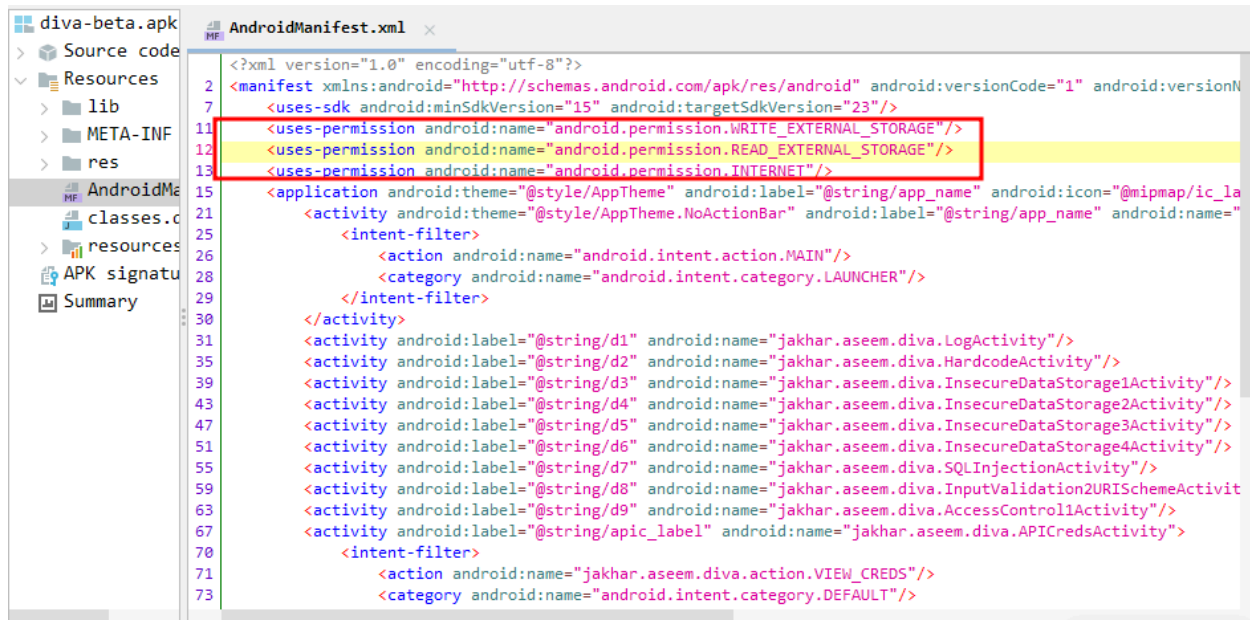 diva-beta.apk
Source code
Resources
lib
META-INF
res
AndroidMa
classes.c
resources
APK signatu
Summary
AndroidManifest.xml
<?xml version="1.0" encoding="utf-8"?>
2 <manifest xmlns:android="http://schemas.android.com/apk/res/android" android:versionCode="1" android:versionN
7 <uses-sdk android:minSdkVersion="15" android:targetSdkVersion="23"/>
11 <uses-permission android:name="android.permission.WRITE_EXTERNAL_STORAGE"/>
12 <uses-permission android:name="android.permission.READ_EXTERNAL_STORAGE"/>
13 <uses-permission android:name="android.permission.INTERNET"/>
15 <application android:theme="@style/AppTheme" android:label="@string/app_name" android:icon="@mipmap/ic_la
21 <activity android:theme="@style/AppTheme.NoActionBar" android:label="@string/app_name" android:name="
25 <intent-filter>
26 <action android:name="android.intent.action.MAIN"/>
28 <category android:name="android.intent.category.LAUNCHER"/>
29 </intent-filter>
30 </activity>
31 <activity android:label="@string/d1" android:name="jakhar.aseem.diva.LogActivity"/>
35 <activity android:label="@string/d2" android:name="jakhar.aseem.diva.HardcodeActivity"/>
39 <activity android:label="@string/d3" android:name="jakhar.aseem.diva.InsecureDataStorage1Activity"/>
43 <activity android:label="@string/d4" android:name="jakhar.aseem.diva.InsecureDataStorage2Activity"/>
47 <activity android:label="@string/d5" android:name="jakhar.aseem.diva.InsecureDataStorage3Activity"/>
51 <activity android:label="@string/d6" android:name="jakhar.aseem.diva.InsecureDataStorage4Activity"/>
55 <activity android:label="@string/d7" android:name="jakhar.aseem.diva.SQLInjectionActivity"/>
59 <activity android:label="@string/d8" android:name="jakhar.aseem.diva.InputValidation2URISchemeActivit
63 <activity android:label="@string/d9" android:name="jakhar.aseem.diva.AccessControl1Activity"/>
67 <activity android:label="@string/apic_label" android:name="jakhar.aseem.diva.APICredsActivity">
70 <intent-filter>
71 <action android:name="jakhar.aseem.diva.action.VIEW_CREDS"/>
73 <category android:name="android.intent.category.DEFAULT"/>